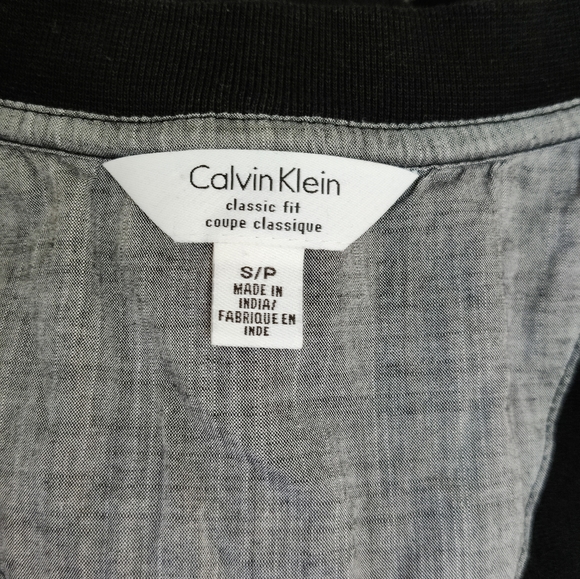 Calvin Klein
classic fit
coupe classique
S/P
MADE IN
INDIA/
FABRIQUE EN
INDE